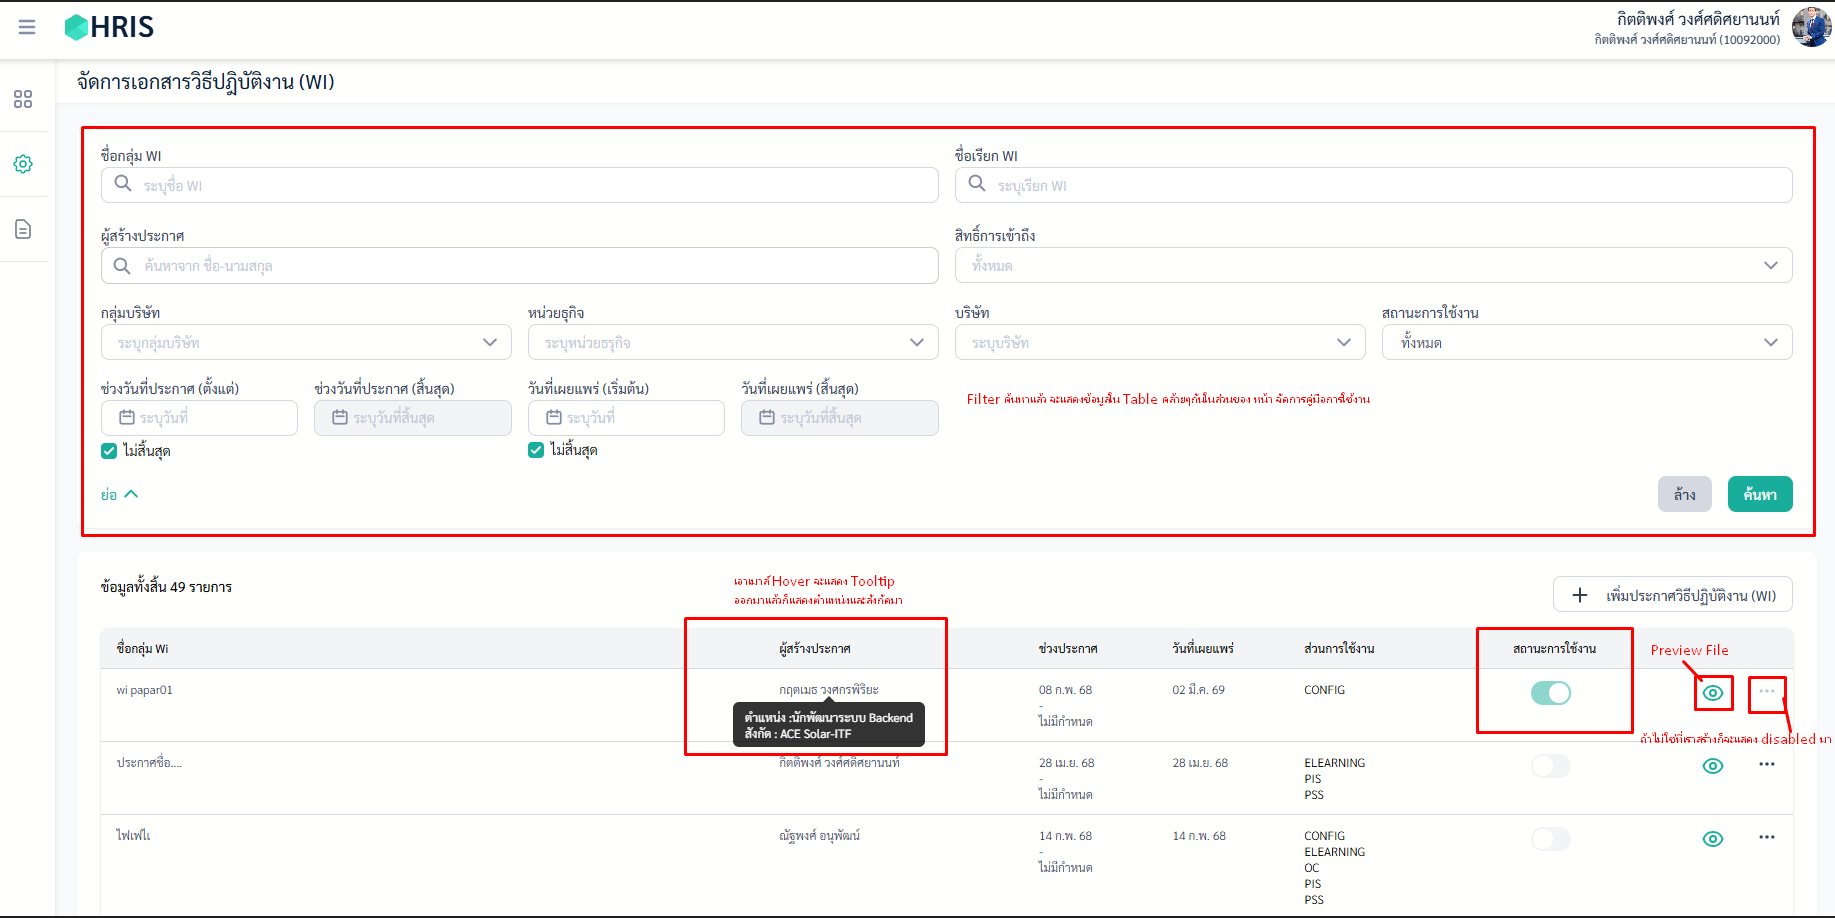 HRIS
กิตติพงศ์ วงศ์ศดิศยานนท์
กิตติพงศ์ วงศ์ศดิศยานนท์ (10092000)
จัดการเอกสารวิธีปฎิบัติงาน (WI)
ชื่อกลุ่ม WI
ชื่อเรียก WI
ระบุชื่อ WI
ระบุเรียก WI
ผู้สร้างประกาศ
สิทธิ์การเข้าถึง
ค้นหาจาก ชื่อ-นามสกุล
ทั้งหมด
กลุ่มบริษัท
หน่วยธุกิจ
บริษัท
สถานะการใช้งาน
ระบุกลุ่มบริษัท
ระบุหน่วยธรุกิจ
ระบุบริษัท
ทั้งหมด
ช่วงวันที่ประกาศ (ตั้งแต่)
ช่วงวันที่ประกาศ (สิ้นสุด)
วันที่เผยแพร่ (เริ่มต้น)
วันที่เผยแพร่ (สิ้นสุด)
ระบุวันที่
ระบุวันที่สิ้นสุด
ระบุวันที่
ระบุวันที่สิ้นสุด
Filter ค้นหาแล้ว จะแสดงข้อมูลใน Table คล้ายๆกันในส่วนของ หน้า จัดการคู่มือการใช้งาน
ไม่สิ้นสุด
ไม่สิ้นสุด
ย่อ
ล้าง
ค้นหา
ข้อมูลทั้งสิ้น 49 รายการ
เอาเมาส์ Hover จะแสดง Tooltip
ออกมาแล้วก็แสดงตำแหน่งและสังกัดมา
เพิ่มประกาศวิธีปฏิบัติงาน (WI)
ชื่อกลุ่ม Wi
ผู้สร้างประกาศ
ช่วงประกาศ
วันที่เผยแพร่
ส่วนการใช้งาน
สถานะการใช้งาน
Preview File
wi papar01
กฤตเมธ วงศกรพิริยะ
08 ก.พ. 68
-
ไม่มีกำหนด
02 มี.ค. 69
CONFIG
ตำแหน่ง :นักพัฒนาระบบ Backend
สังกัด : ACE Solar-ITF
ถ้าไม่ใช่ที่เราสร้างก็จะแสดง disabled มา
ประกาศชื่อ....
กิตติพงศ์ วงศ์ศดิศยานนท์
28 เม.ย. 68
-
ไม่มีกำหนด
28 เม.ย. 68
ELEARNING
PIS
PSS
ไฟเฟไเ
ณัฐพงศ์ อนุพัฒน์
14 ก.พ. 68
-
ไม่มีกำหนด
14 ก.พ. 68
CONFIG
ELEARNING
OC
PIS
PSS